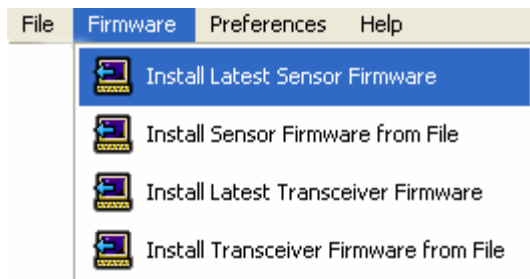 File Firmware Preferences Help
Install Latest Sensor Firmware
Install Sensor Firmware from File
Install Latest Transceiver Firmware
Install Transceiver Firmware from File